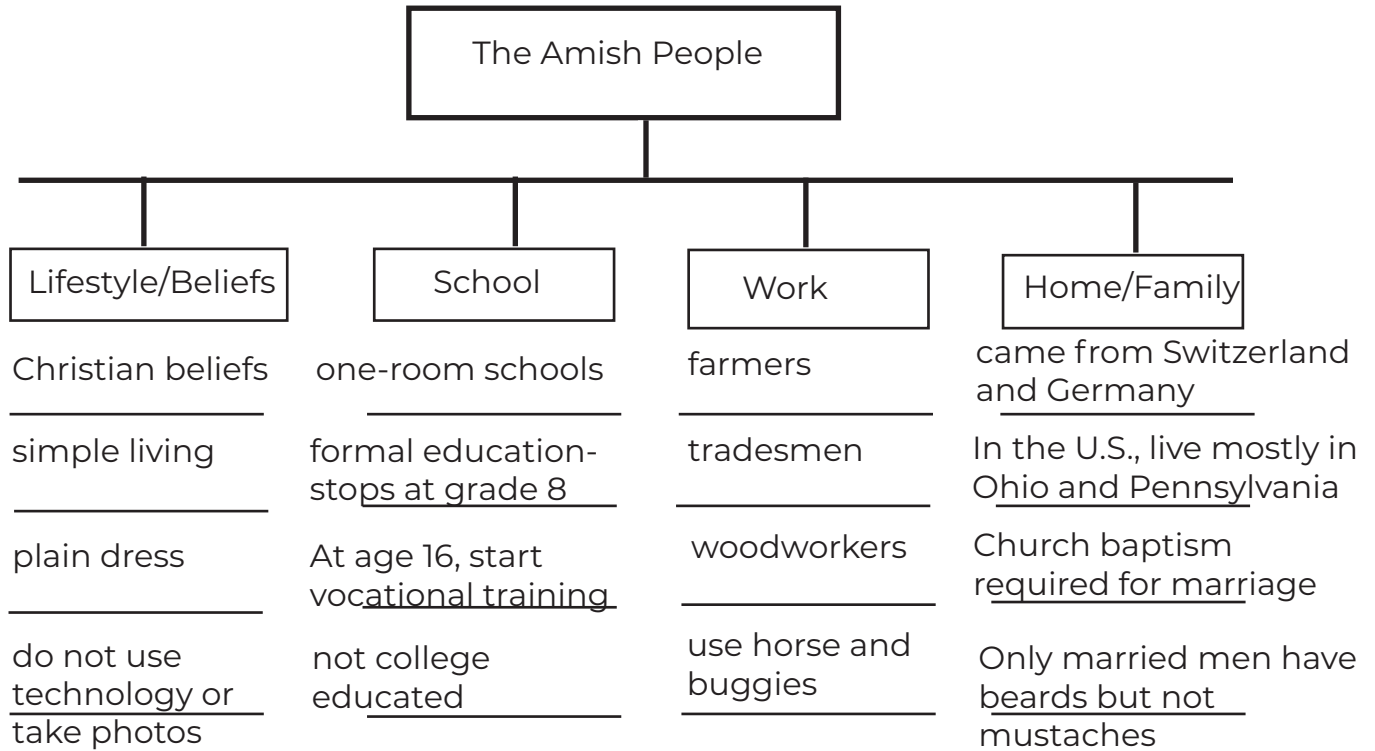 The Amish People
Lifestyle/Beliefs
Christian beliefs
simple living
plain dress
do not use
technology or
take photos
School
one-room schools
formal education-
stops at grade 8
At age 16, start
vocational training
not college
educated
Work
farmers
tradesmen
woodworkers
use horse and
buggies
Home/Family
came from Switzerland
and Germany
In the U.S., live mostly in
Ohio and Pennsylvania
Church baptism
required for marriage
Only married men have
beards but not
mustaches